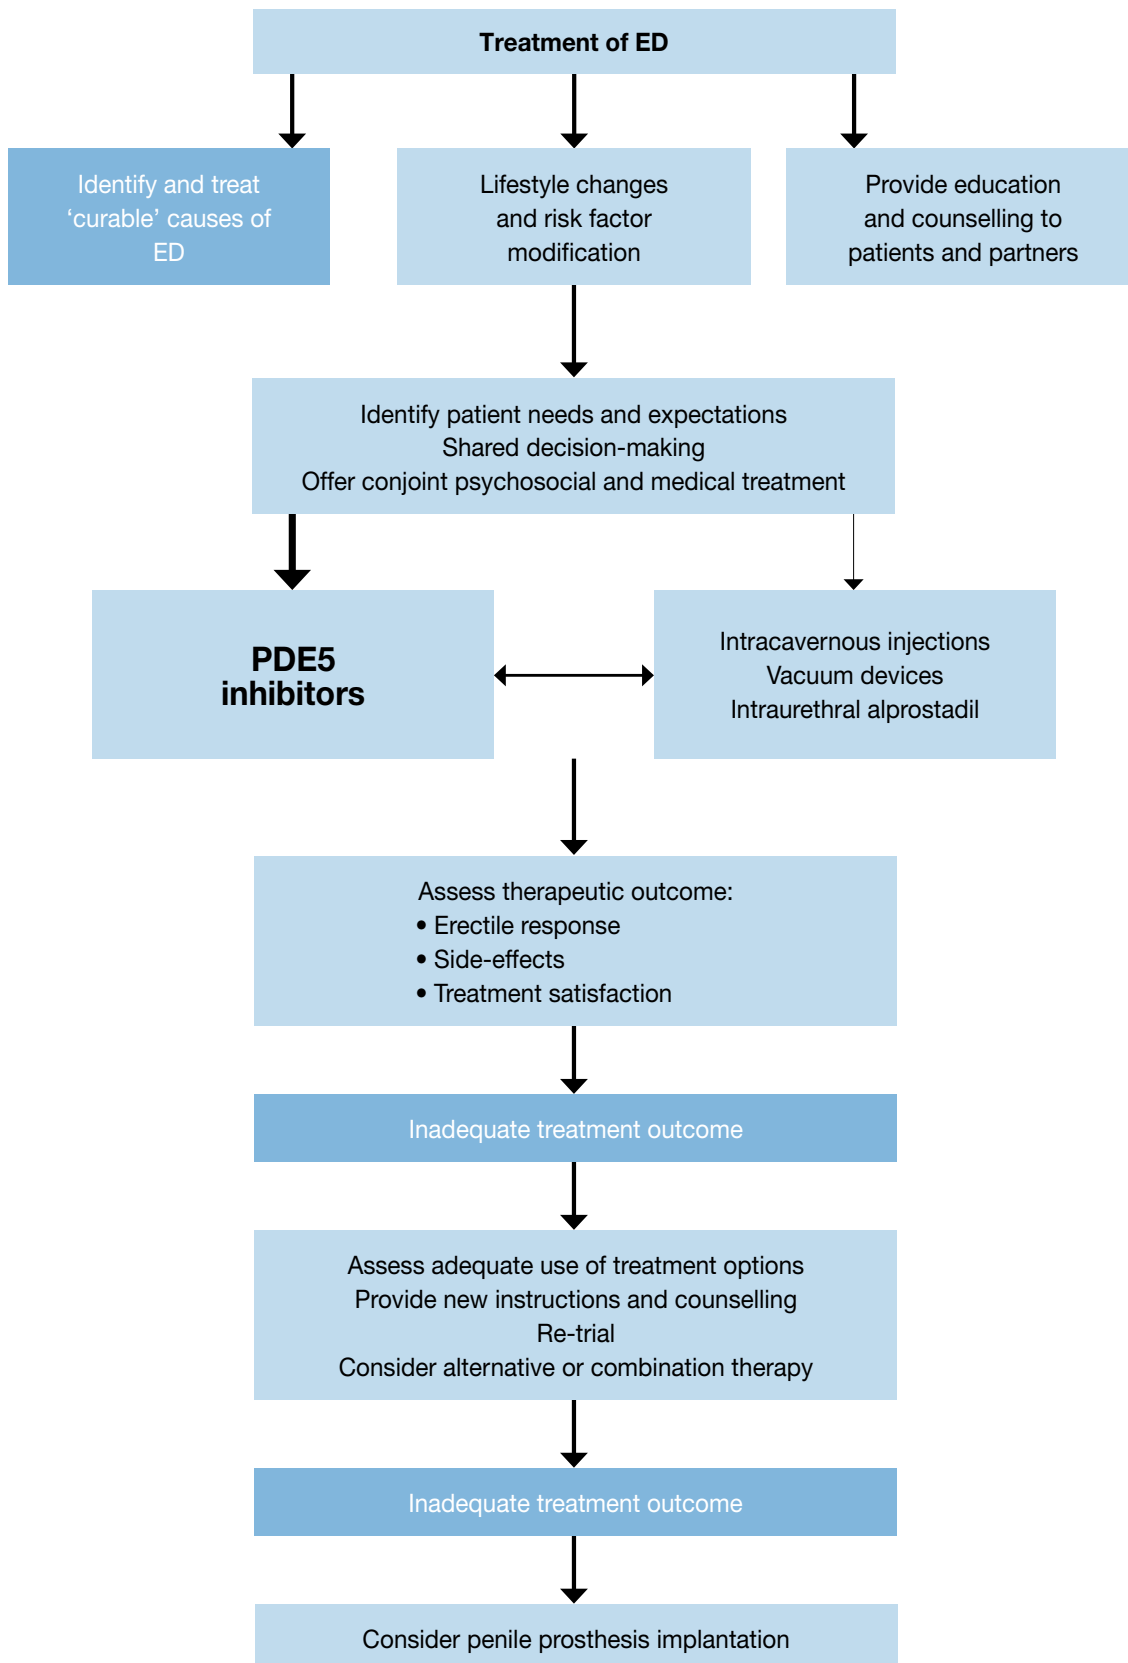 Treatment of ED
Identify and treat
‘curable’ causes of
ED
Lifestyle changes
and risk factor
modification
Provide education
and counselling to
patients and partners
Identify patient needs and expectations
Shared decision-making
Offer conjoint psychosocial and medical treatment
PDE5
inhibitors
Intracavernous injections
Vacuum devices
Intraurethral alprostadil
Assess therapeutic outcome:
• Erectile response
• Side-effects
• Treatment satisfaction
Inadequate treatment outcome
Assess adequate use of treatment options
Provide new instructions and counselling
Re-trial
Consider alternative or combination therapy
Inadequate treatment outcome
Consider penile prosthesis implantation